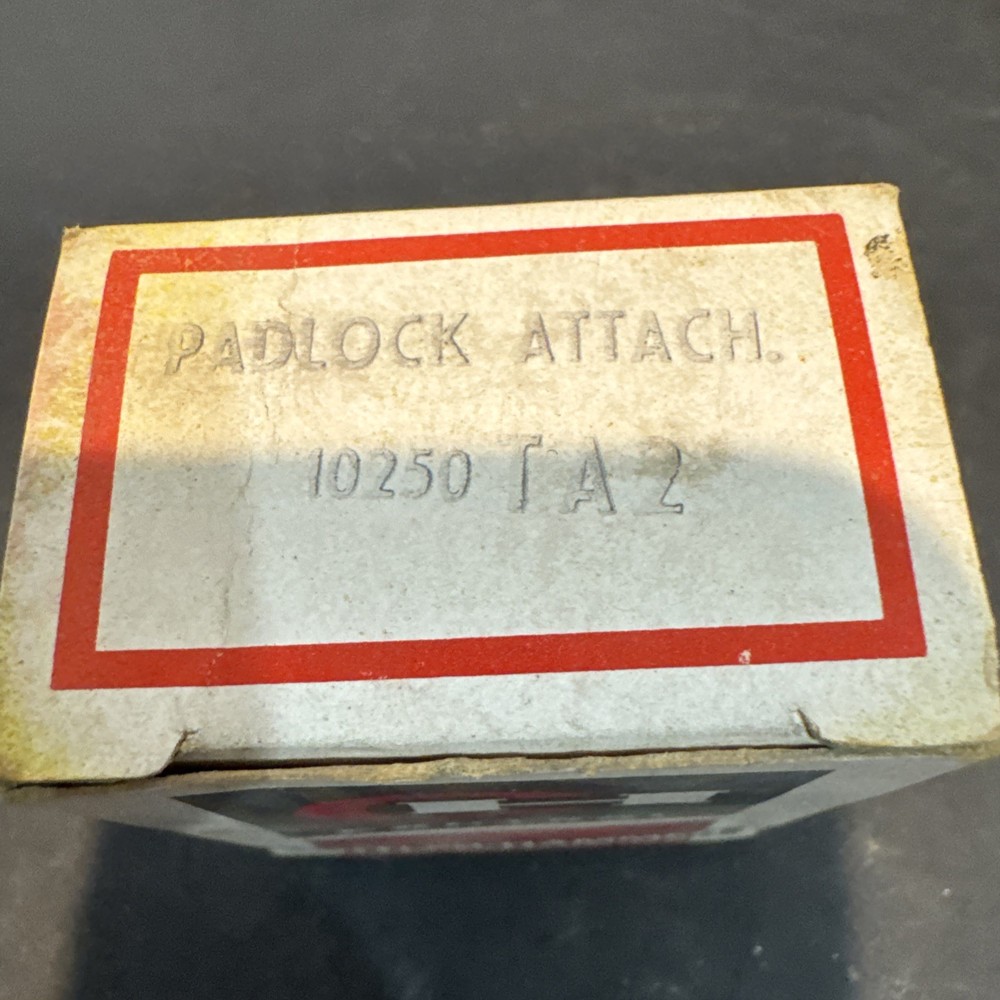 PADLOCK ATTACH.
10250 TA2